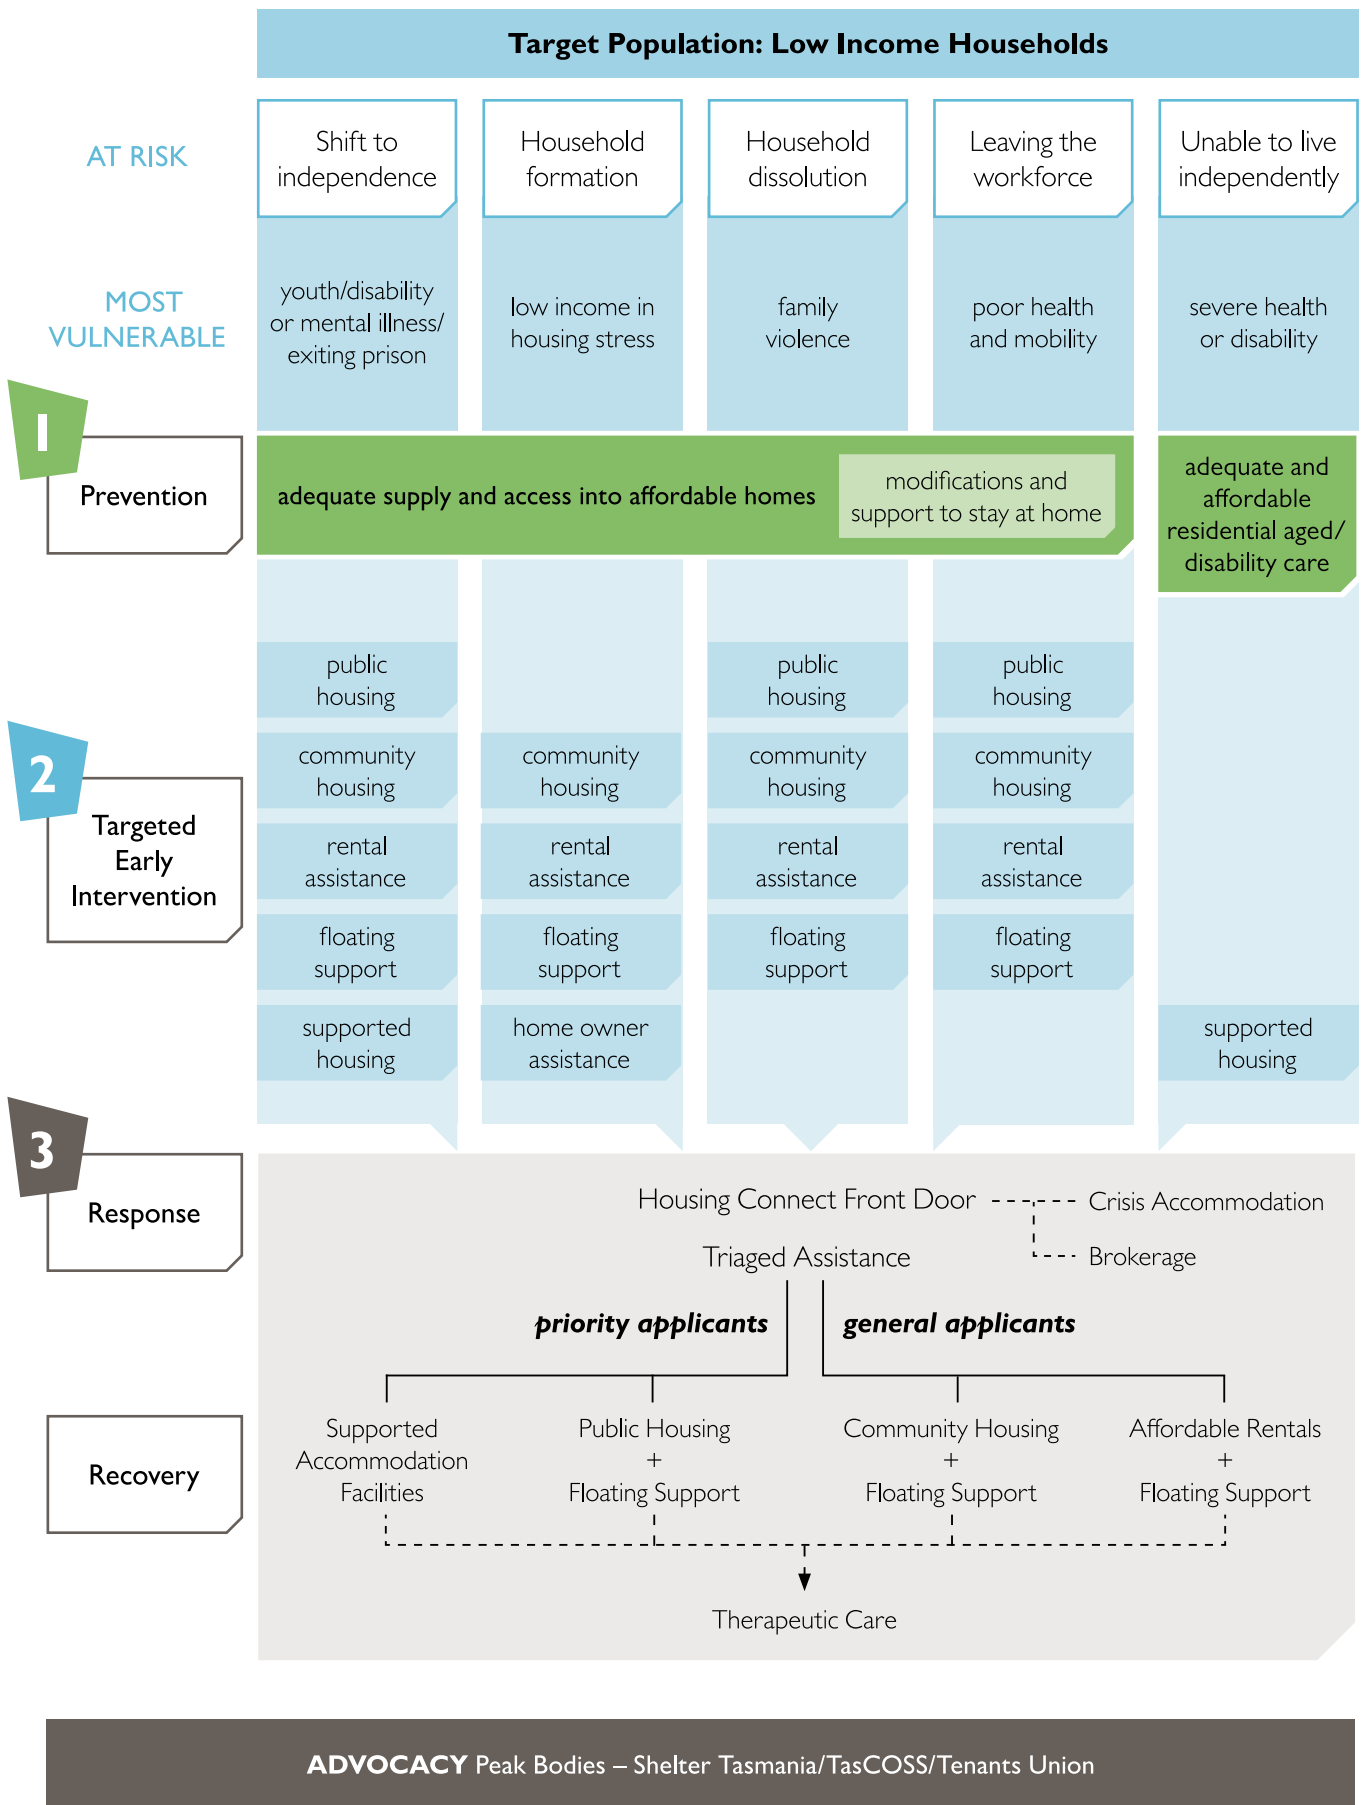 Target Population: Low Income Households
AT RISK
Shift to
independence
Household
formation
Household
dissolution
Leaving the
workforce
Unable to live
independently
MOST
VULNERABLE
youth/disability
or mental illness/
exiting prison
low income in
housing stress
family
violence
poor health
and mobility
severe health
or disability
1
Prevention
adequate supply and access into affordable homes
modifications and
support to stay at home
adequate and
affordable
residential aged/
disability care
2
Targeted
Early
Intervention
public
housing
community
housing
rental
assistance
floating
support
supported
housing
community
housing
rental
assistance
floating
support
home owner
assistance
public
housing
community
housing
rental
assistance
floating
support
public
housing
community
housing
rental
assistance
floating
support
supported
housing
3
Response
Housing Connect Front Door
Crisis Accommodation
Brokerage
Triaged Assistance
priority applicants
general applicants
Recovery
Supported
Accommodation
Facilities
Public Housing
+
Floating Support
Community Housing
+
Floating Support
Affordable Rentals
+
Floating Support
Therapeutic Care
ADVOCACY Peak Bodies – Shelter Tasmania/TasCOSS/Tenants Union